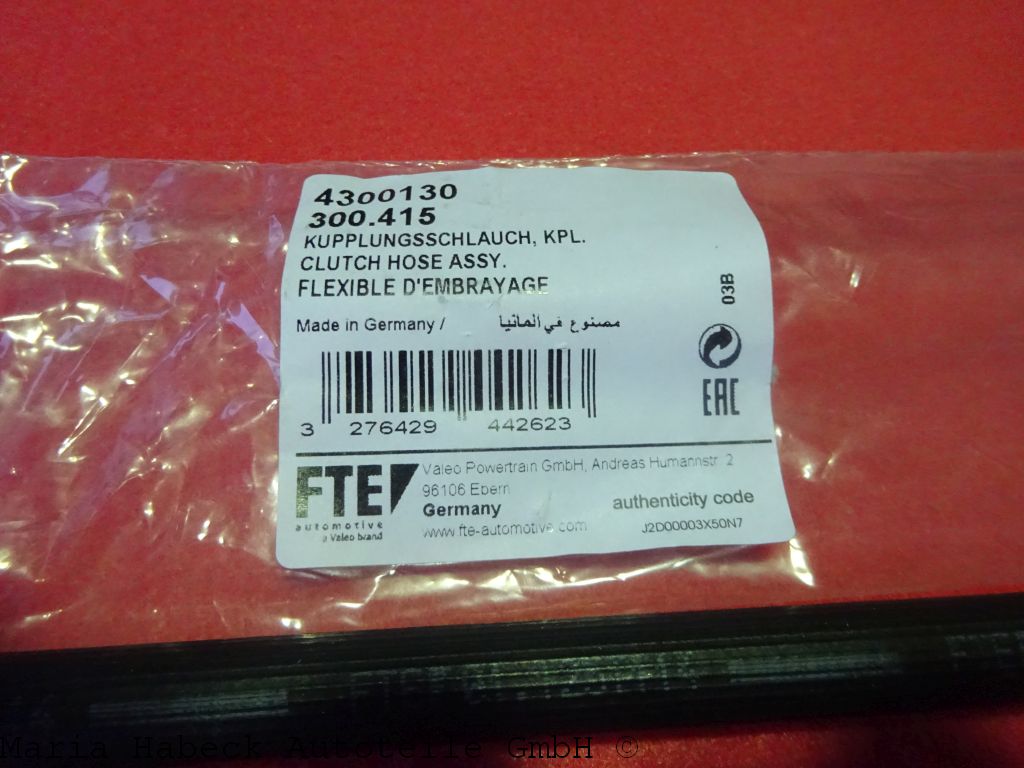 4300130
300.415
KUPPLUNGSSCHLAUCH, KPL.
CLUTCH HOSE ASSY.
FLEXIBLE D'EMBRAYAGE
03B
Made in Germany / مصنوع في المانيا
EAC
3 276429 442623
FTE
automotive
a Valeo brand
Valeo Powertrain GmbH, Andreas Humannstr. 2
96106 Ebern
Germany
www.fte-automotive.com
authenticity code
J2D00003X50N7
Maria Habeck Autoteile GmbH ©